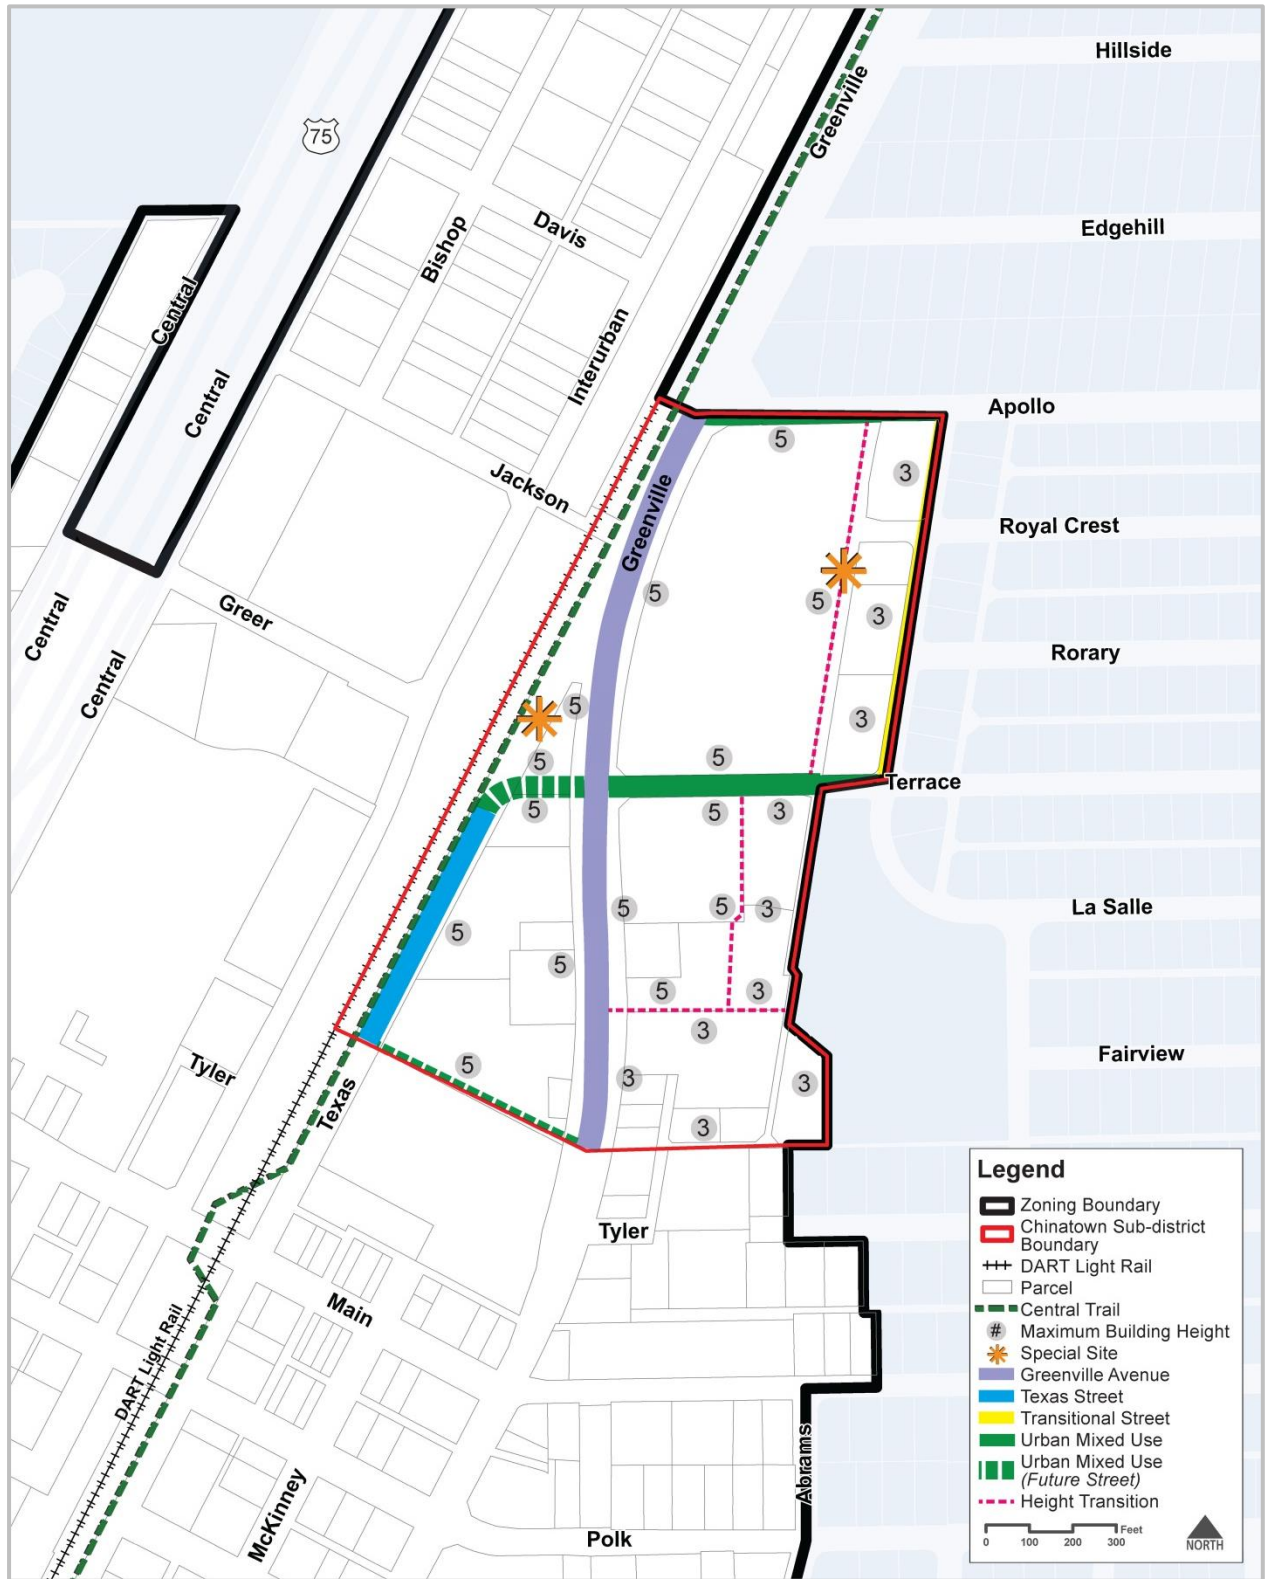 Hillside
Greenville
75
Edgehill
Davis
Bishop
Central
Interurban
Central
Apollo
5
3
Jackson
Royal Crest
Greenville
5
5
3
Greer
Central
Rorary
Central
5
3
5
5
Terrace
5
5
3
La Salle
5
5
5
3
5
5
3
3
Fairview
5
3
3
Tyler
Texas
3
Tyler
Main
DART Light Rail
McKinney
Abrams
Polk
Legend
Zoning Boundary
Chinatown Sub-district
Boundary
DART Light Rail
Parcel
Central Trail
# Maximum Building Height
Special Site
Greenville Avenue
Texas Street
Transitional Street
Urban Mixed Use
Urban Mixed Use
(Future Street)
Height Transition
Feet
0 100 200 300
NORTH